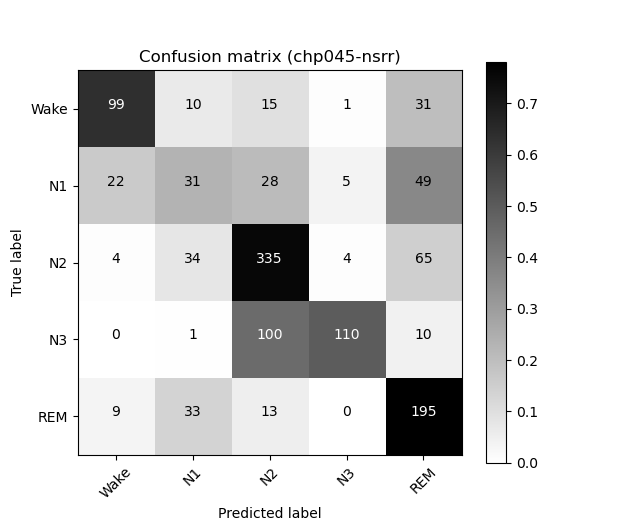 Confusion matrix (chp045-nsrr)
True label
Wake 99 10 15 1 31
N1 22 31 28 5 49
N2 4 34 335 4 65
N3 0 1 100 110 10
REM 9 33 13 0 195
Wake N1 N2 N3 REM
Predicted label
0.7
0.6
0.5
0.4
0.3
0.2
0.1
0.0